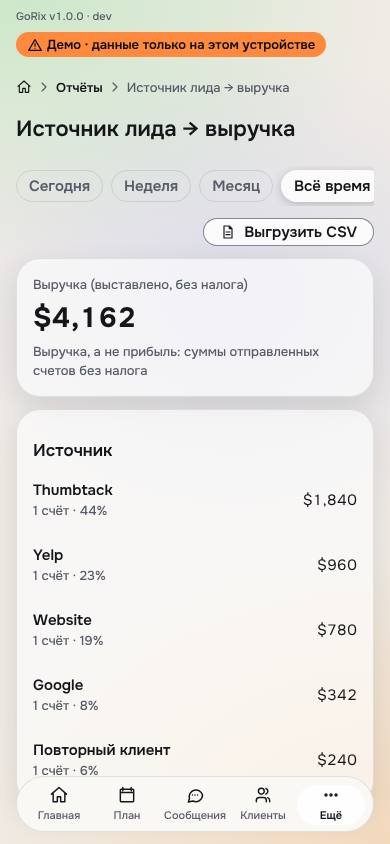 GoRix v1.0.0 · dev
Демо · данные только на этом устройстве
Отчёты
Источник лида → выручка
Источник лида → выручка
Сегодня
Неделя
Месяц
Всё время
Выгрузить CSV
Выручка (выставлено, без налога)
$4,162
Выручка, а не прибыль: суммы отправленных
счетов без налога
Источник
Thumbtack
$1,840
1 счёт · 44%
Yelp
$960
1 счёт · 23%
Website
$780
1 счёт · 19%
Google
$342
1 счёт · 8%
Повторный клиент
$240
1 счёт · 6%
Главная
План
Сообщения
Клиенты
Ещё